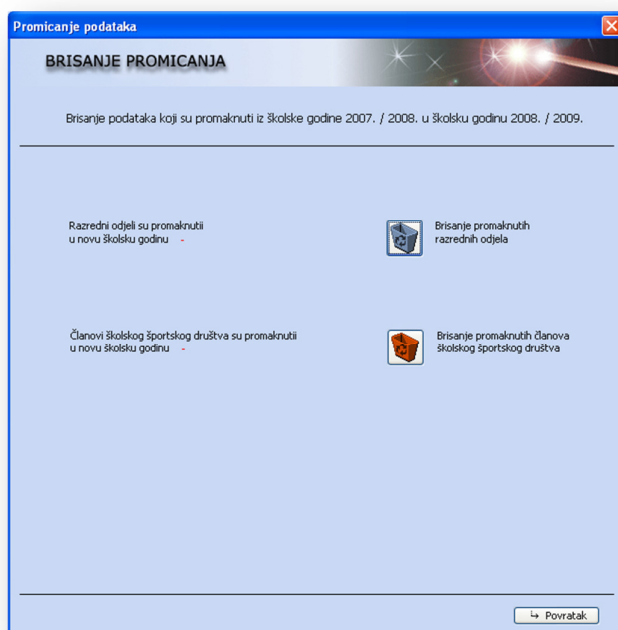 Promicanje podataka
BRISANJE PROMICANJA
Brisanje podataka koji su promaknuti iz školske godine 2007. / 2008. u školsku godinu 2008. / 2009.
Razredni odjeli su promaknutii
u novu školsku godinu -
Brisanje promaknutih
razrednih odjela
Članovi školskog športskog društva su promaknutii
u novu školsku godinu -
Brisanje promaknutih članova
školskog športskog društva
Povratak